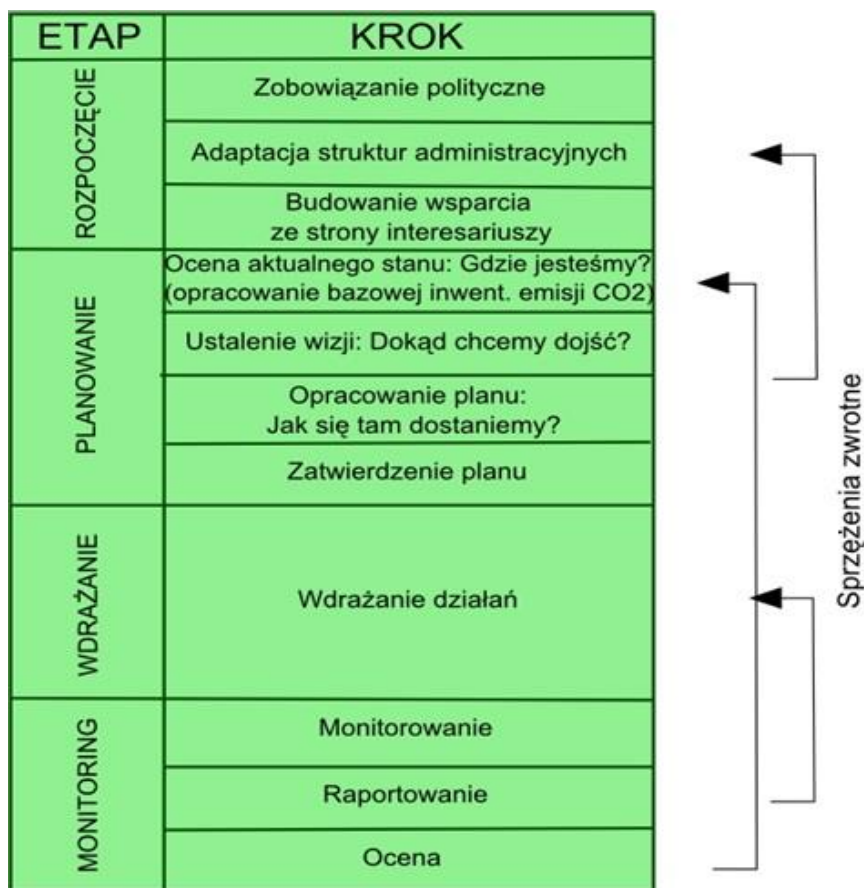 ETAP KROK
ROZPOCZĘCIE
Zobowiązanie polityczne
Adaptacja struktur administracyjnych
Budowanie wsparcia
ze strony interesariuszy
PLANOWANIE
Ocena aktualnego stanu: Gdzie jesteśmy?
(opracowanie bazowej inwent. emisji CO2)
Ustalenie wizji: Dokąd chcemy dojść?
Opracowanie planu:
Jak się tam dostaniemy?
Zatwierdzenie planu
WDRAŻANIE
Wdrażanie działań
MONITORING
Monitorowanie
Raportowanie
Ocena
Sprzężenia zwrotne